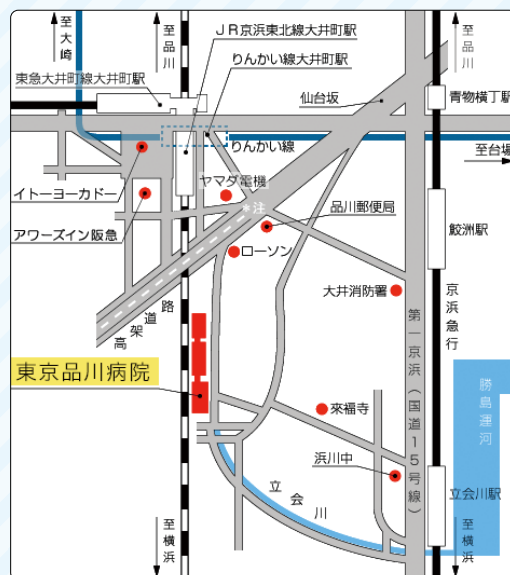 至大崎
至品川
JR京浜東北線大井町駅
至品川
りんかい線大井町駅
東急大井町線大井町駅
仙台坂
青物横丁駅
りんかい線
至台場
イトーヨーカドー
ヤマダ電機
*注
品川郵便局
アワーズイン阪急
鮫洲駅
ローソン
大井消防署
京浜急行
高架道路
第一京浜(国道15号線)
東京品川病院
勝島運河
來福寺
浜川中
立会川
立会川駅
至横浜
至横浜